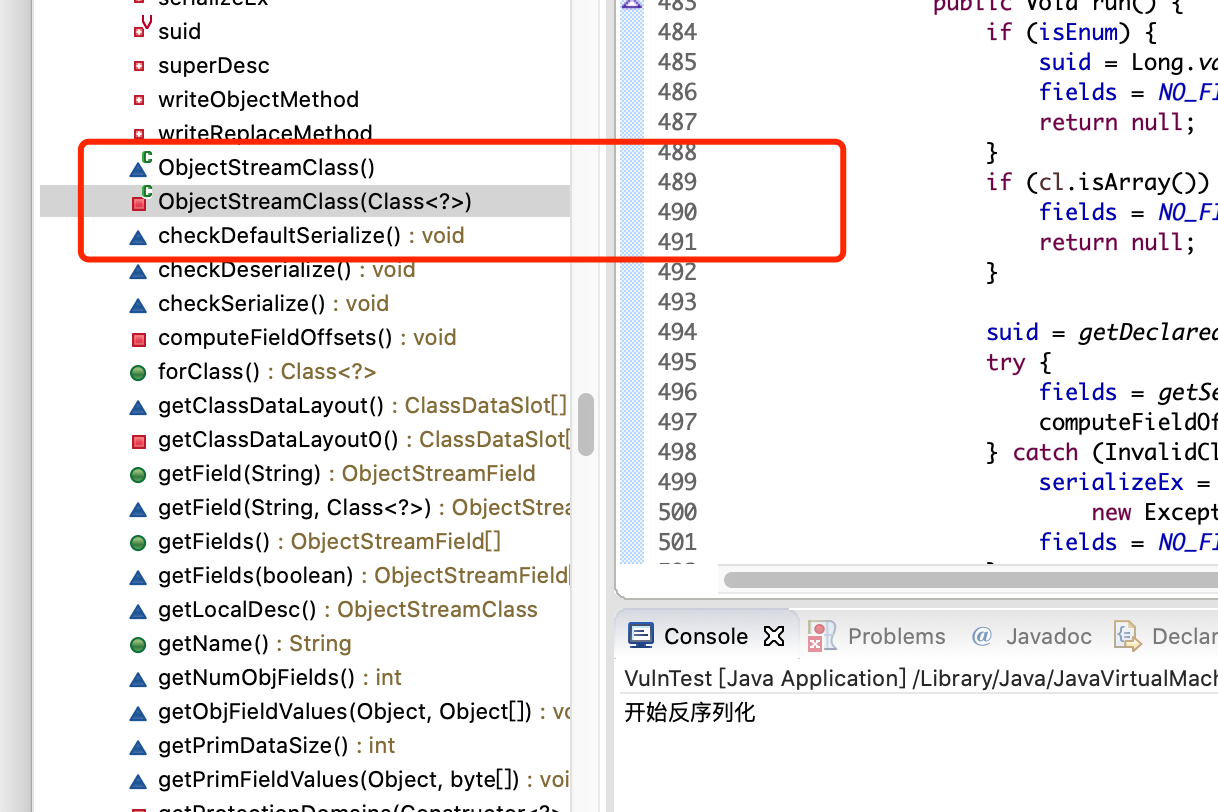 serializeEx
suid
superDesc
writeObjectMethod
writeReplaceMethod
ObjectStreamClass()
ObjectStreamClass(Class<?>)
checkDefaultSerialize() : void
checkDeserialize() : void
checkSerialize() : void
computeFieldOffsets() : void
forClass() : Class<?>
getClassDataLayout() : ClassDataSlot[]
getClassDataLayout0() : ClassDataSlot[
getField(String) : ObjectStreamField
getField(String, Class<?>) : ObjectStrea
getFields() : ObjectStreamField[]
getFields(boolean) : ObjectStreamField[
getLocalDesc() : ObjectStreamClass
getName() : String
getNumObjFields() : int
getObjFieldValues(Object, Object[]) : vo
getPrimDataSize() : int
getPrimFieldValues(Object, byte[]) : voi
getProtectionDomains(Constructor<?>
483 public Void run() {
484 if (isEnum) {
485 suid = Long.va
486 fields = NO_FI
487 return null;
488 }
489 if (cl.isArray())
490 fields = NO_FI
491 return null;
492 }
493
494 suid = getDeclared
495 try {
496 fields = getSe
497 computeFieldOf
498 } catch (InvalidCl
499 serializeEx =
500 new Except
501 fields = NO_FI
Console Problems @ Javadoc Declar
VulnTest [Java Application] /Library/Java/JavaVirtualMach
开始反序列化